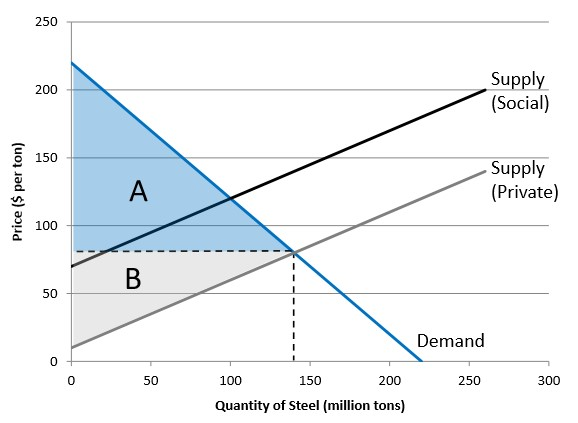 250
200
150
100
50
0
Price ($ per ton)
A
B
Supply
(Social)
Supply
(Private)
Demand
0 50 100 150 200 250 300
Quantity of Steel (million tons)